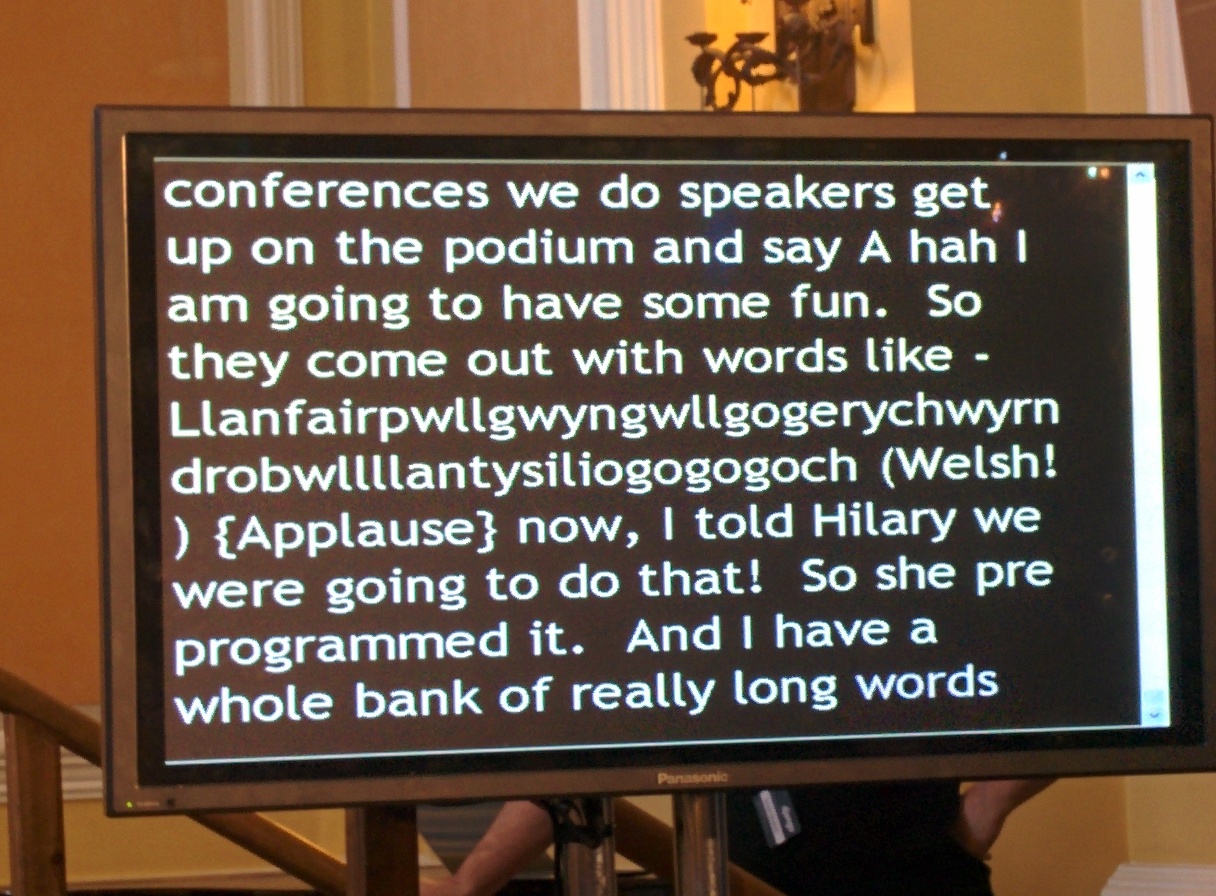 conferences we do speakers get
up on the podium and say A hah I
am going to have some fun.  So
they come out with words like -
Llanfairpwllgwyngwllgogerychwyrn
drobwllllantysiliogogogoch (Welsh!
) {Applause} now, I told Hilary we
were going to do that!  So she pre
programmed it.  And I have a
whole bank of really long words
Panasonic